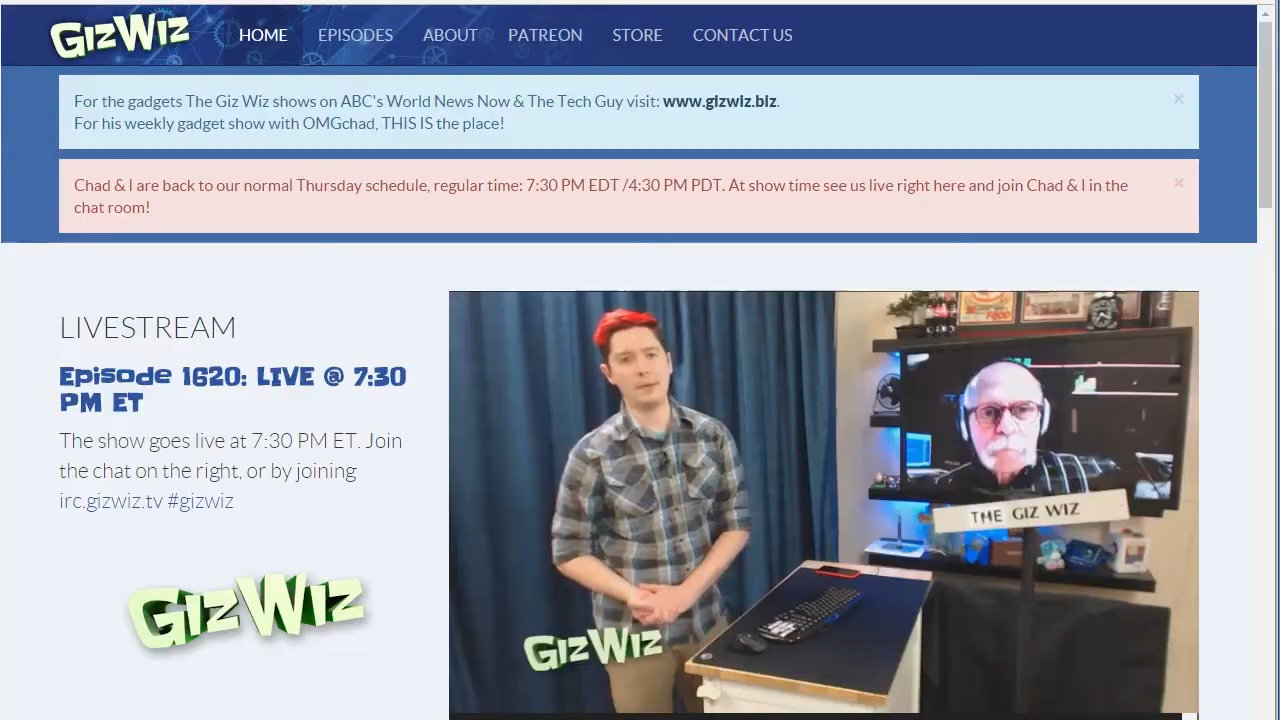 GIZWIZ
HOME EPISODES ABOUT PATREON STORE CONTACT US
For the gadgets The Giz Wiz shows on ABC's World News Now & The Tech Guy visit: www.gizwiz.biz.
For his weekly gadget show with OMGchad, THIS IS the place!
Chad & I are back to our normal Thursday schedule, regular time: 7:30 PM EDT /4:30 PM PDT. At show time see us live right here and join Chad & I in the
chat room!
LIVESTREAM
Episode 1620: LIVE @ 7:30
PM ET
The show goes live at 7:30 PM ET. Join
the chat on the right, or by joining
irc.gizwiz.tv #gizwiz
GIZWIZ
THE GIZ WIZ
GIZWIZ